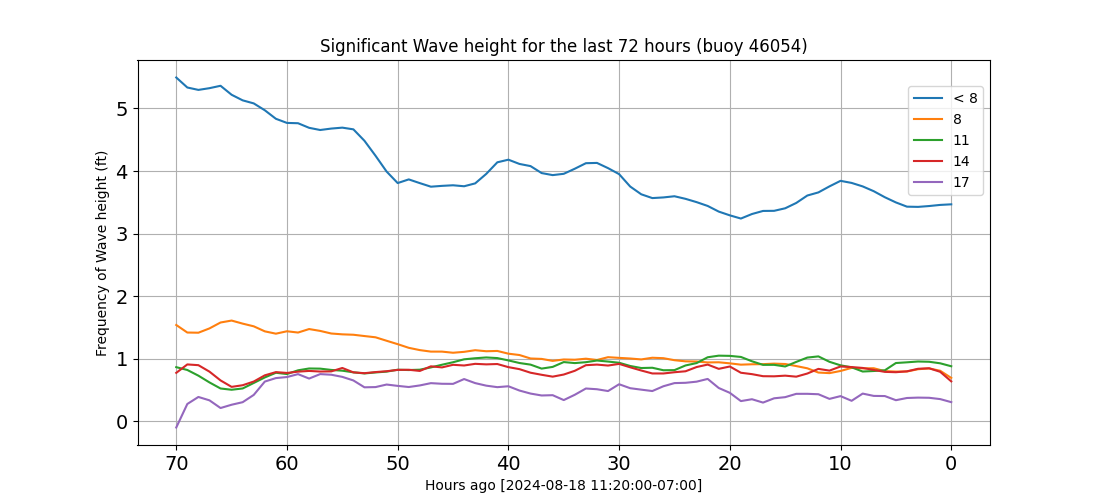 Significant Wave height for the last 72 hours (buoy 46054)
Frequency of Wave height (ft)
5
4
3
2
1
0
< 8
8
11
14
17
70 60 50 40 30 20 10 0
Hours ago [2024-08-18 11:20:00-07:00]